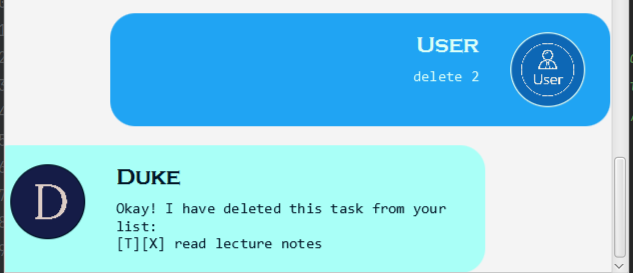 User
delete 2
User
D
Duke
Okay! I have deleted this task from your
list:
[T][X] read lecture notes